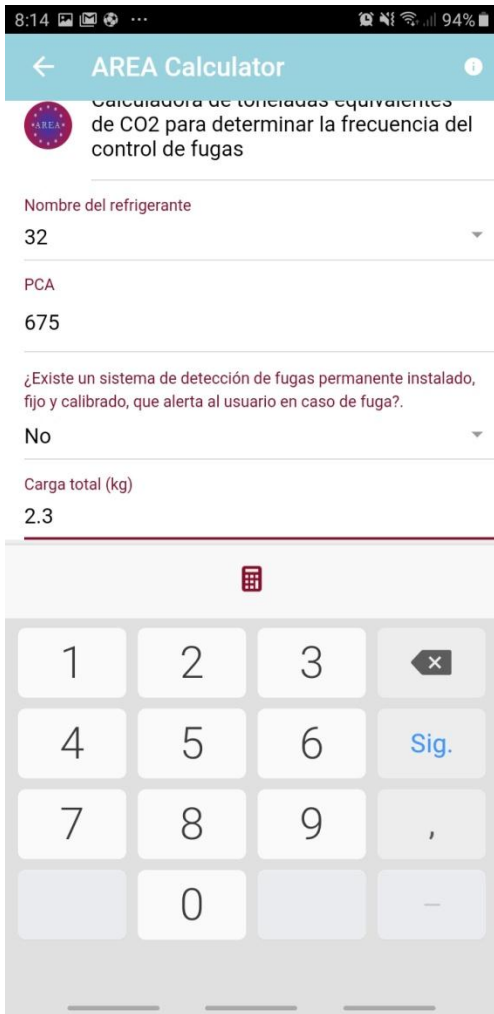 8:14
94%
AREA Calculator
Calculadora de toneladas equivalentes
de CO2 para determinar la frecuencia del
control de fugas
AREA
Nombre del refrigerante
32
PCA
675
¿Existe un sistema de detección de fugas permanente instalado,
fijo y calibrado, que alerta al usuario en caso de fuga?.
No
Carga total (kg)
2.3
1 2 3
4 5 6 Sig.
7 8 9 ,
0 –